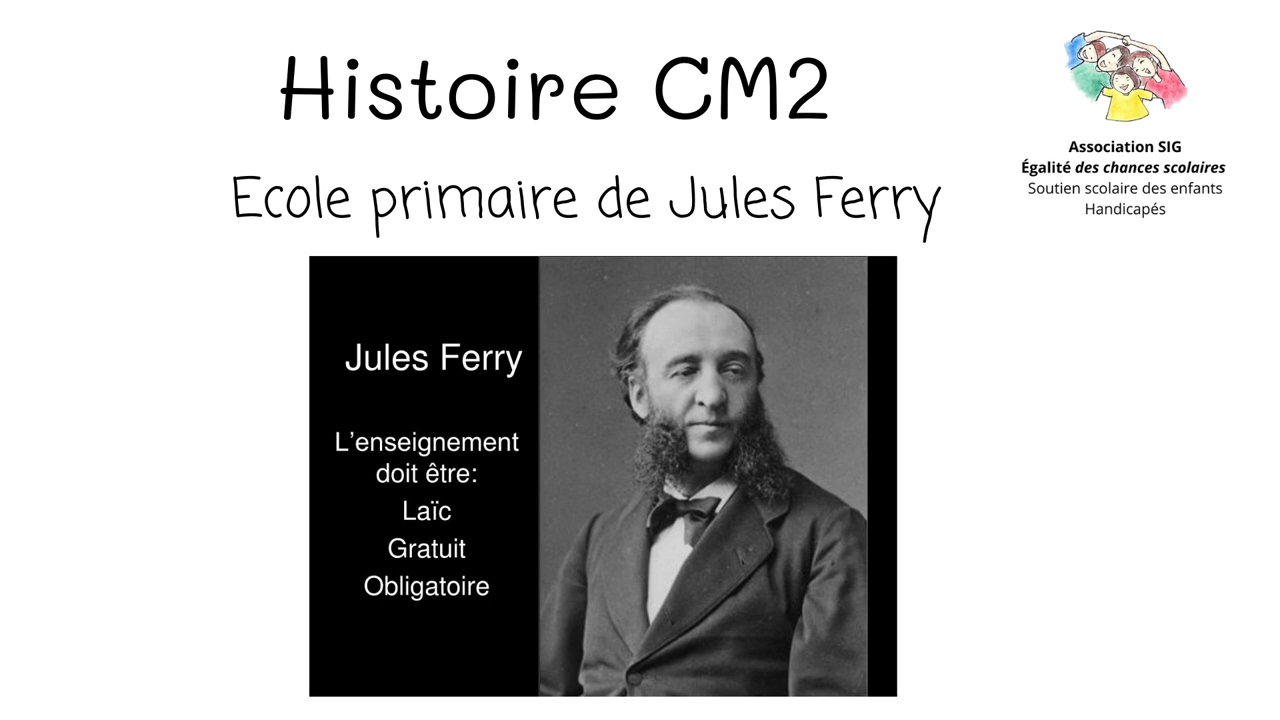 Histoire CM2
Ecole primaire de Jules Ferry
Association SIG
Égalité des chances scolaires
Soutien scolaire des enfants
Handicapés
Jules Ferry
L'enseignement
doit être:
Laïc
Gratuit
Obligatoire